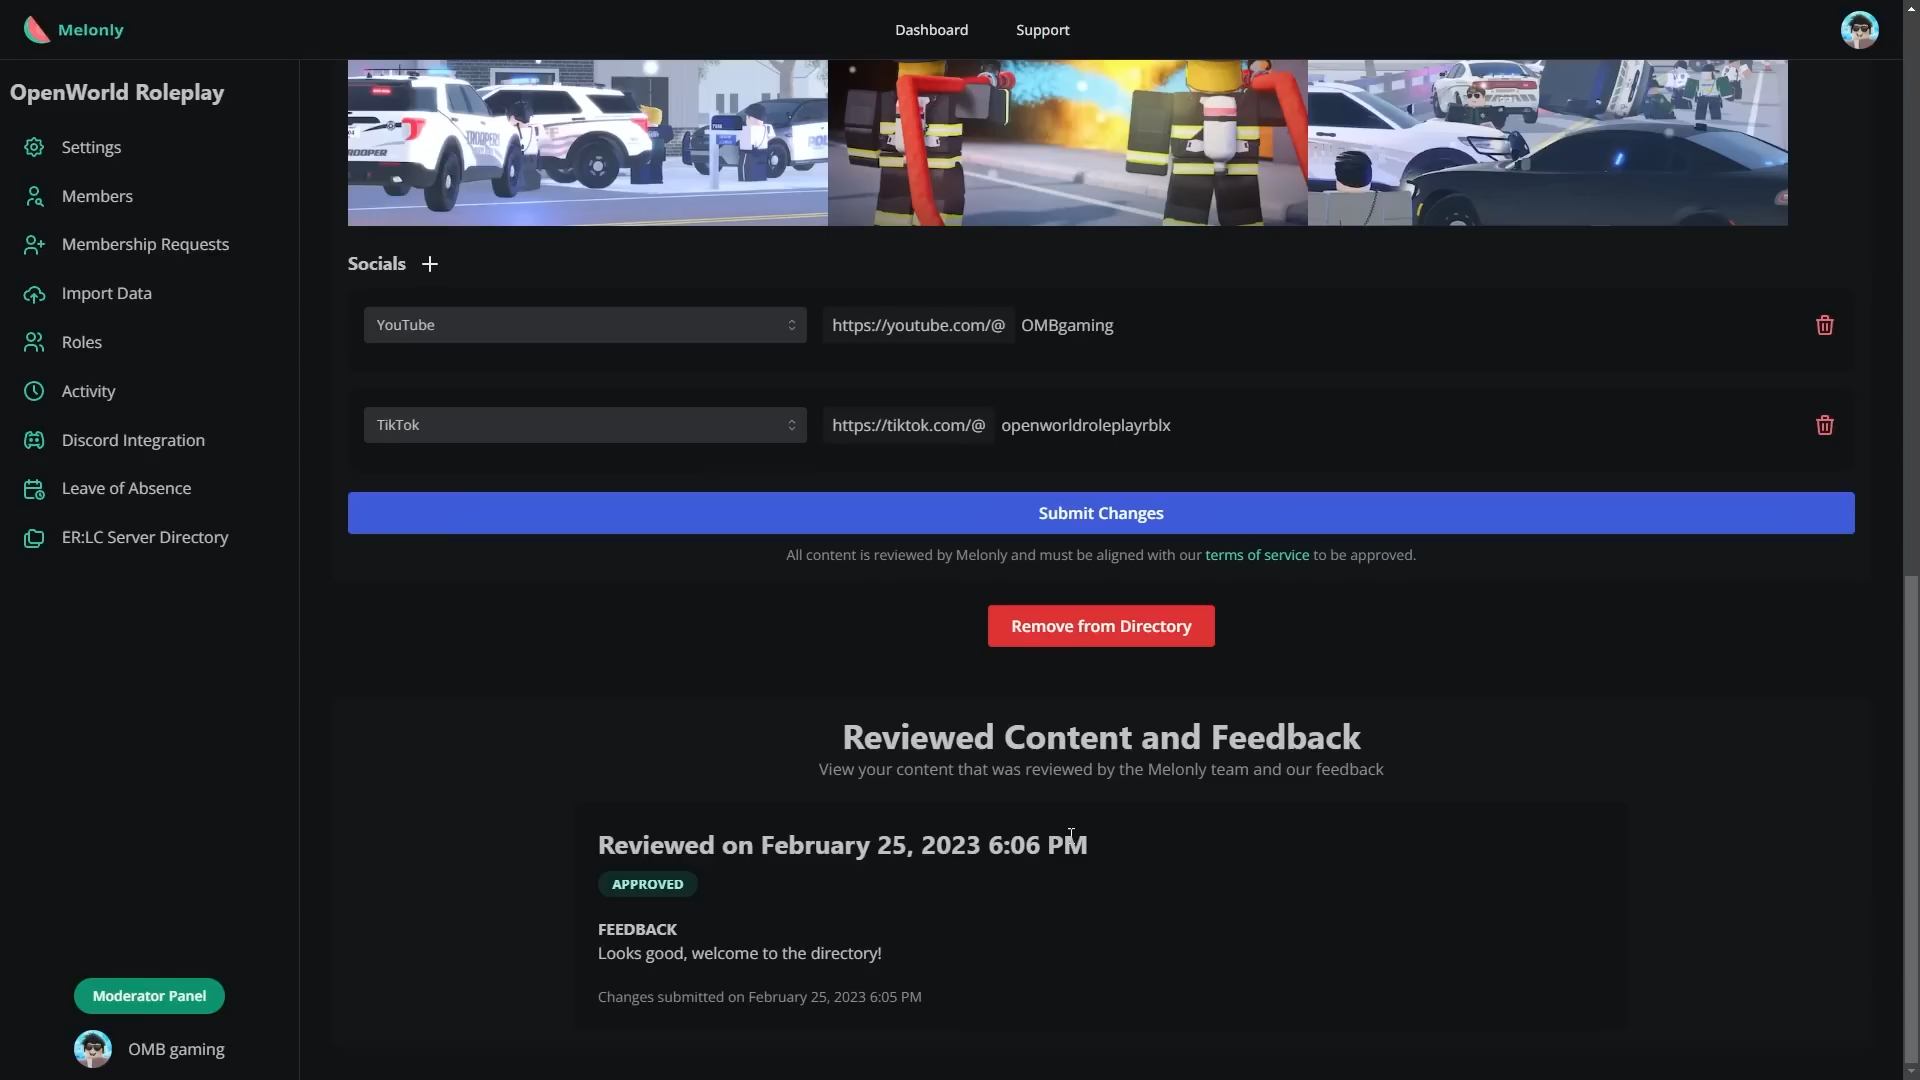 Melonly
Dashboard
Support
OpenWorld Roleplay
Settings
Members
Membership Requests
Import Data
Roles
Activity
Discord Integration
Leave of Absence
ER:LC Server Directory
Moderator Panel
OMB gaming
TROOPERS
TROOPER
Socials
YouTube
https://youtube.com/@ OMBgaming
TikTok
https://tiktok.com/@ openworldroleplayrblx
Submit Changes
All content is reviewed by Melonly and must be aligned with our terms of service to be approved.
Remove from Directory
Reviewed Content and Feedback
View your content that was reviewed by the Melonly team and our feedback
Reviewed on February 25, 2023 6:06 PM
APPROVED
FEEDBACK
Looks good, welcome to the directory!
Changes submitted on February 25, 2023 6:05 PM